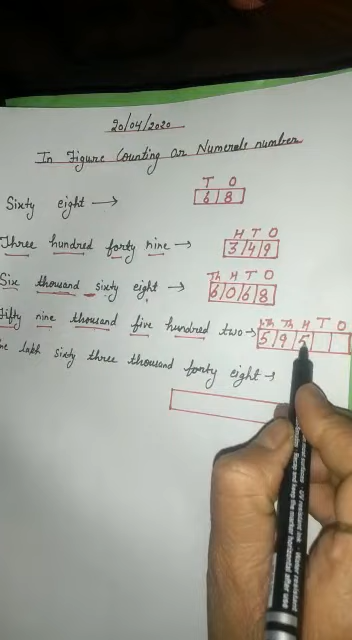 20/04/2020
In Figure Counting or Numerals number
T O
Sixty eight → 6 8
H T O
Three hundred forty nine → 3 4 9
Th H T O
Six thousand sixty eight → 6 0 6 8
T Th Th H T O
Fifty nine thousand five hundred two → 5 9 5
lakh sixty three thousand forty eight →